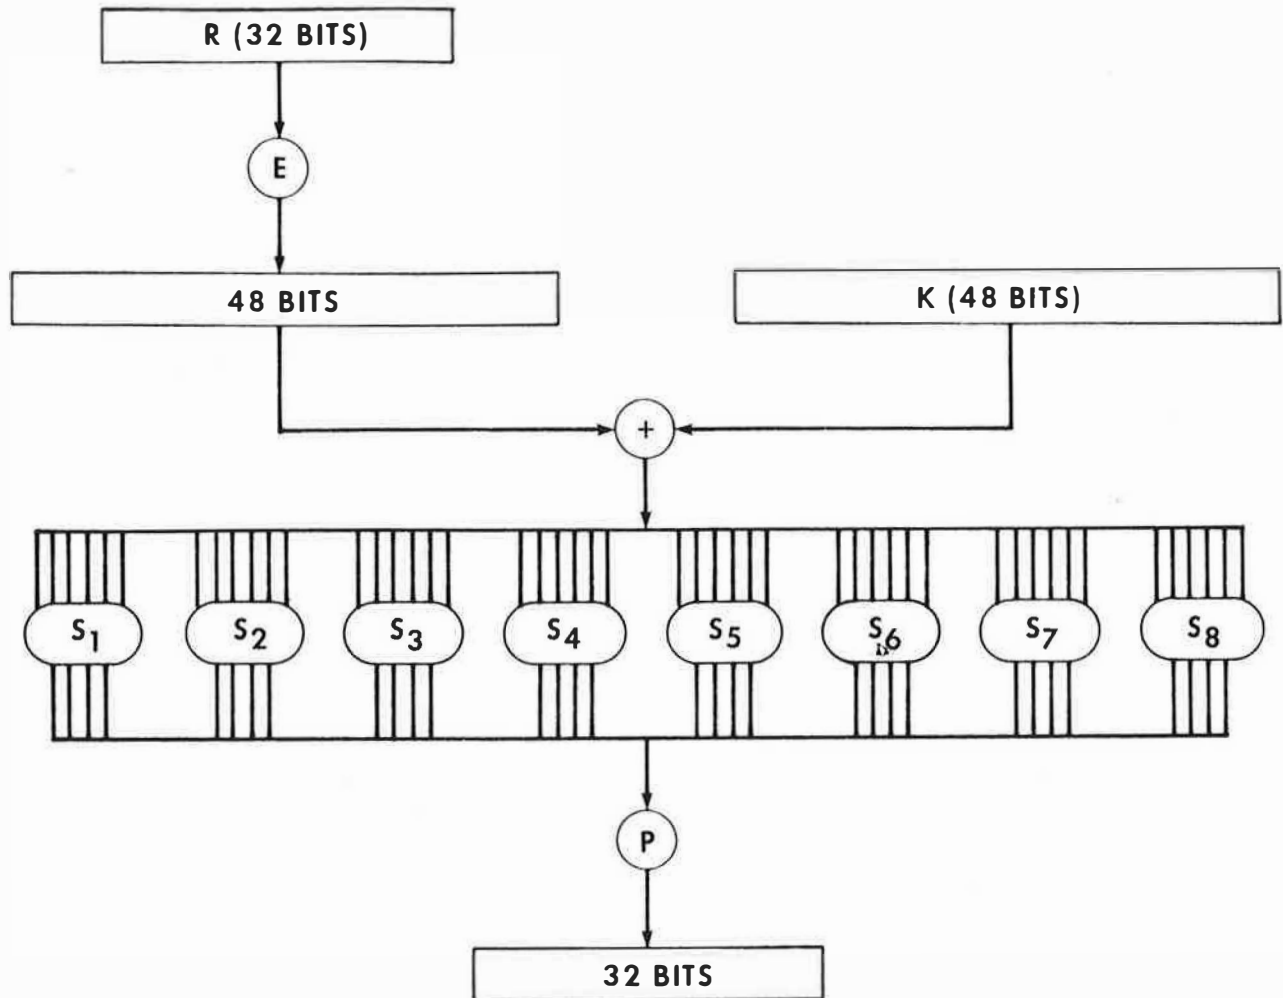 R (32 BITS)
E
48 BITS
K (48 BITS)
+
S1 S2 S3 S4 S5 S6 S7 S8
P
32 BITS